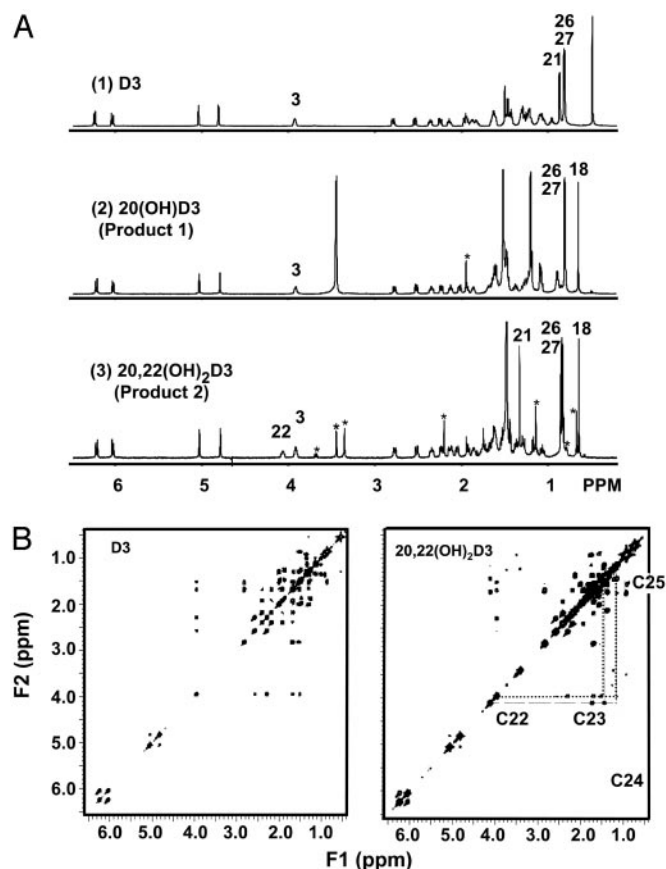 A
(1) D3
3
21
26
27
(2) 20(OH)D3
(Product 1)
3
*
26
27
18
(3) 20,22(OH)₂D3
(Product 2)
22
3
*
*
*
*
21
*
26
27
*
*
18
6 5 4 3 2 1 PPM
B
D3
F2 (ppm)
1.0
2.0
3.0
4.0
5.0
6.0
6.0 5.0 4.0 3.0 2.0 1.0
20,22(OH)₂D3
C25
C22
C23
C24
6.0 5.0 4.0 3.0 2.0 1.0
F1 (ppm)